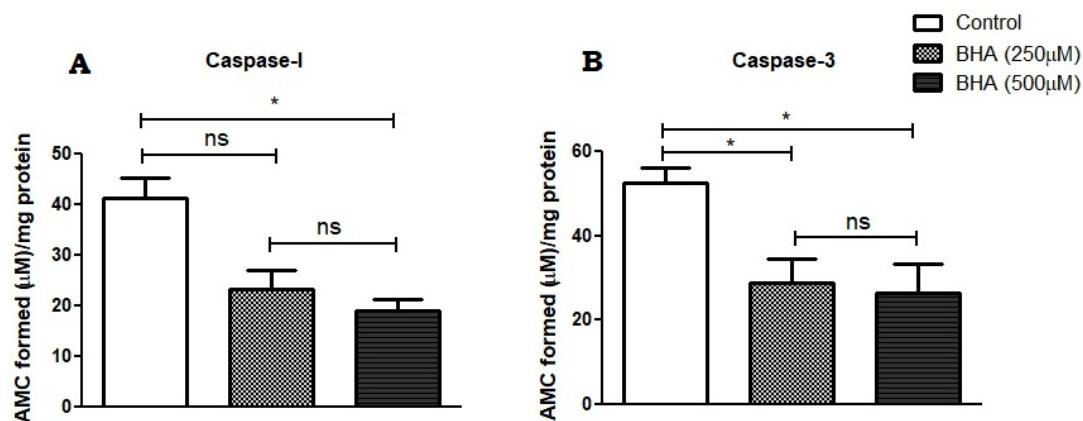 Control
BHA (250μM)
BHA (500μM)
A
Caspase-I
*
ns
ns
AMC formed (μM)/mg protein
50
40
30
20
10
0
B
Caspase-3
*
*
ns
AMC formed (μM)/mg protein
60
40
20
0